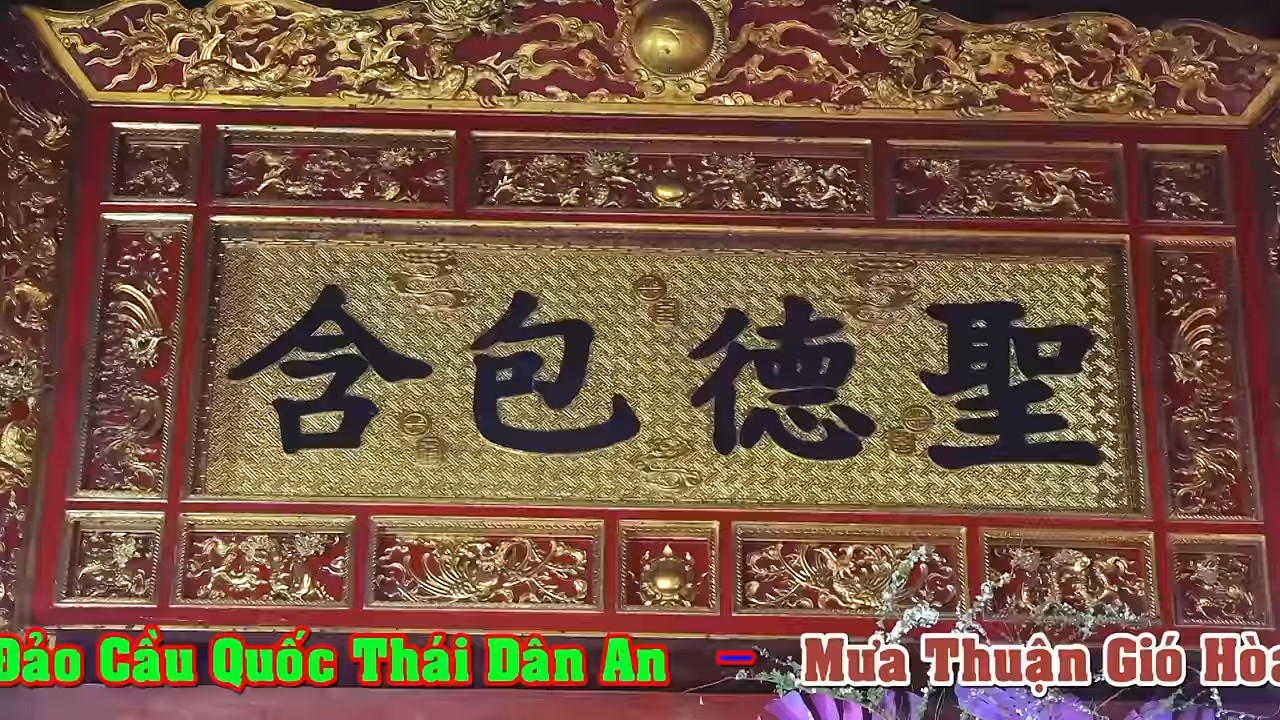 聖德包含
Đảo Cầu Quốc Thái Dân An - Mưa Thuận Gió Hòa